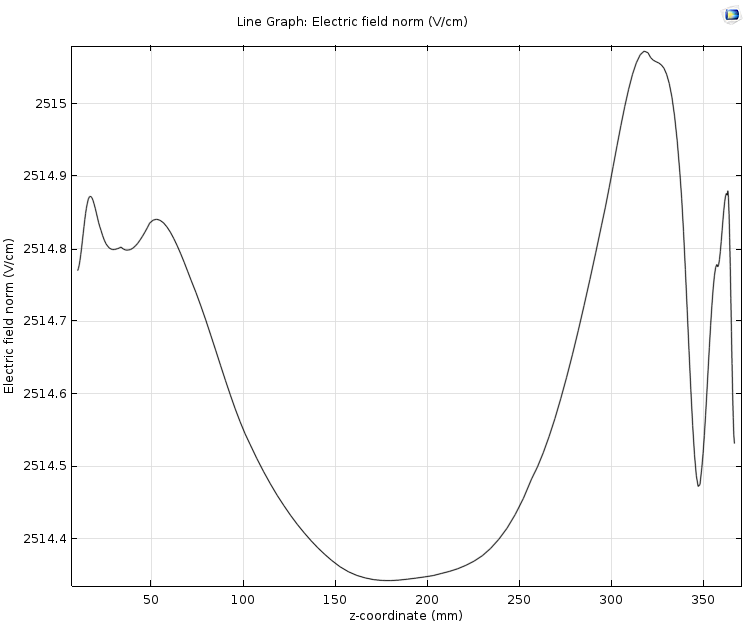 Line Graph: Electric field norm (V/cm)
Electric field norm (V/cm)
2515
2514.9
2514.8
2514.7
2514.6
2514.5
2514.4
50 100 150 200 250 300 350
z-coordinate (mm)